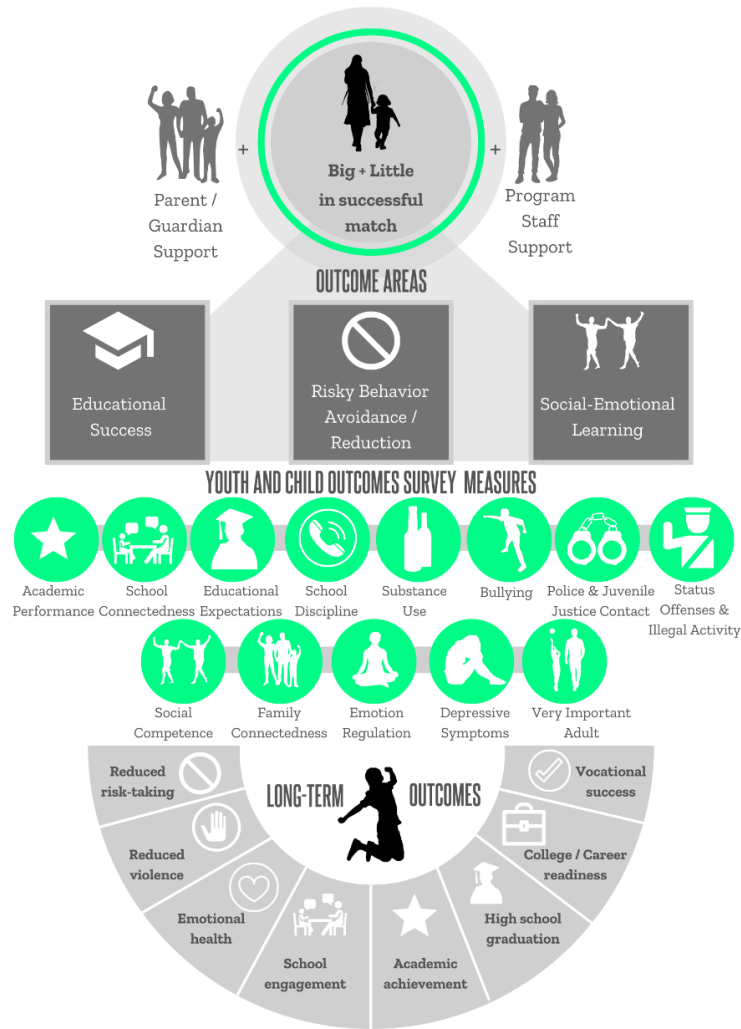 Big + Little
in successful
match
+
+
Parent /
Guardian
Support
Program
Staff
Support
OUTCOME AREAS
Educational
Success
Risky Behavior
Avoidance /
Reduction
Social-Emotional
Learning
YOUTH AND CHILD OUTCOMES SURVEY MEASURES
Academic
Performance
School
Connectedness
Educational
Expectations
School
Discipline
Substance
Use
Bullying
Police & Juvenile
Justice Contact
Status
Offenses &
Illegal Activity
Social
Competence
Family
Connectedness
Emotion
Regulation
Depressive
Symptoms
Very Important
Adult
LONG-TERM OUTCOMES
Reduced
risk-taking
Reduced
violence
Emotional
health
School
engagement
Academic
achievement
High school
graduation
College / Career
readiness
Vocational
success